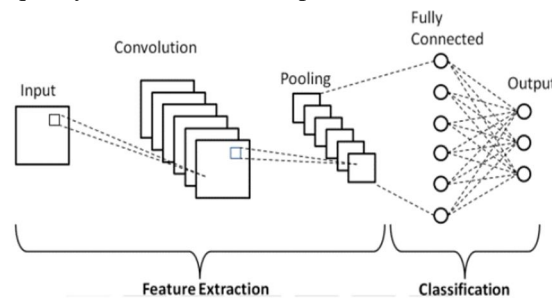 Fully
Connected
Convolution
Pooling
Input
Output
Feature Extraction
Classification